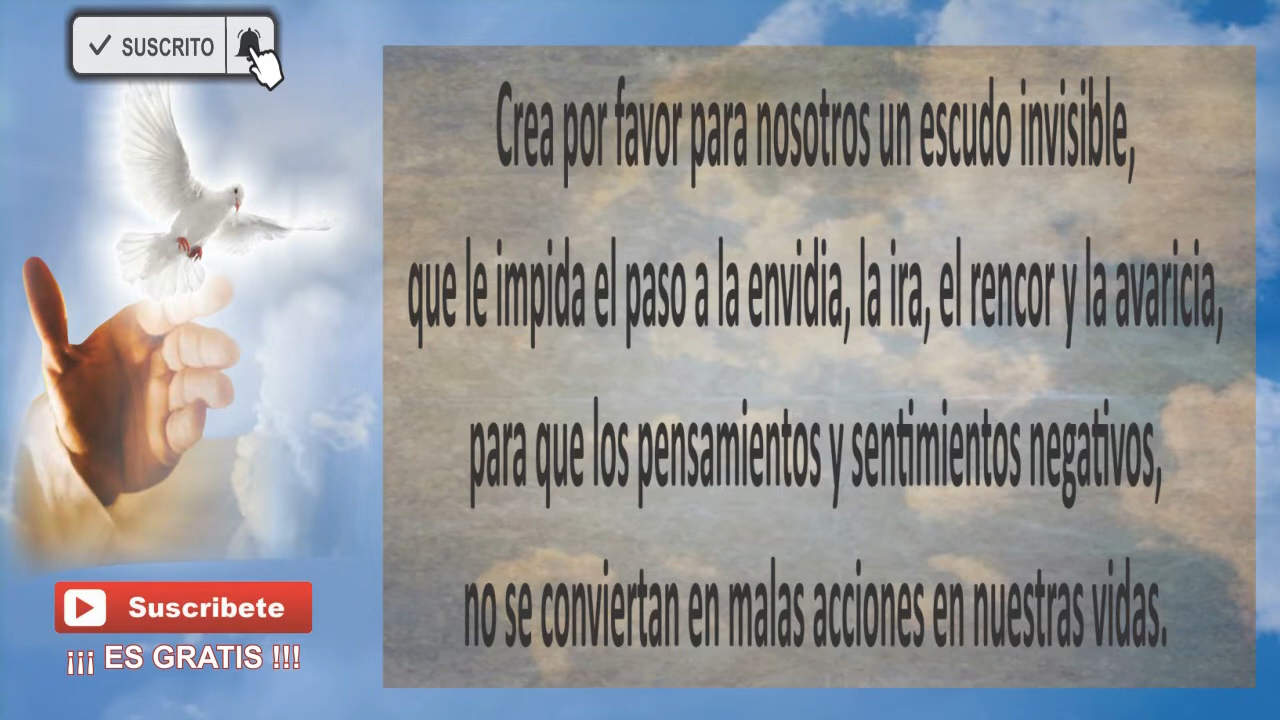 SUSCRITO
Crea por favor para nosotros un escudo invisible,
que le impida el paso a la envidia, la ira, el rencor y la avaricia,
para que los pensamientos y sentimientos negativos,
no se conviertan en malas acciones en nuestras vidas.
Suscribete
¡¡¡ ES GRATIS !!!